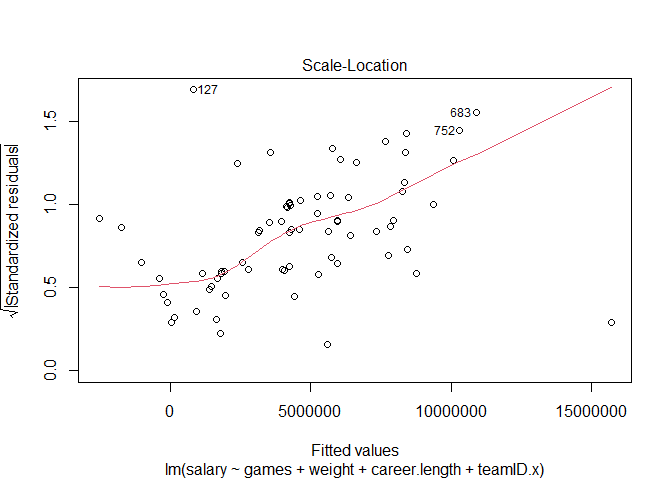 Scale-Location
127
683
752
0.0
0.5
1.0
1.5
√|Standardized residuals|
0 5000000 10000000 15000000
Fitted values
lm(salary ~ games + weight + career.length + teamID.x)